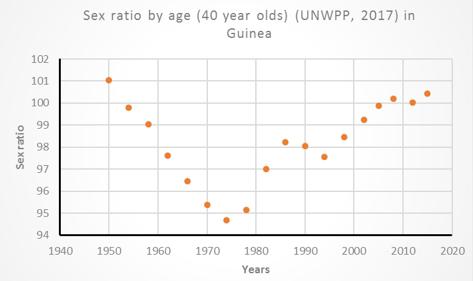 Sex ratio by age (40 year olds) (UNWPP, 2017) in
Guinea
102
101
100
99
98
97
96
95
94
Sex ratio
1940 1950 1960 1970 1980 1990 2000 2010 2020
Years